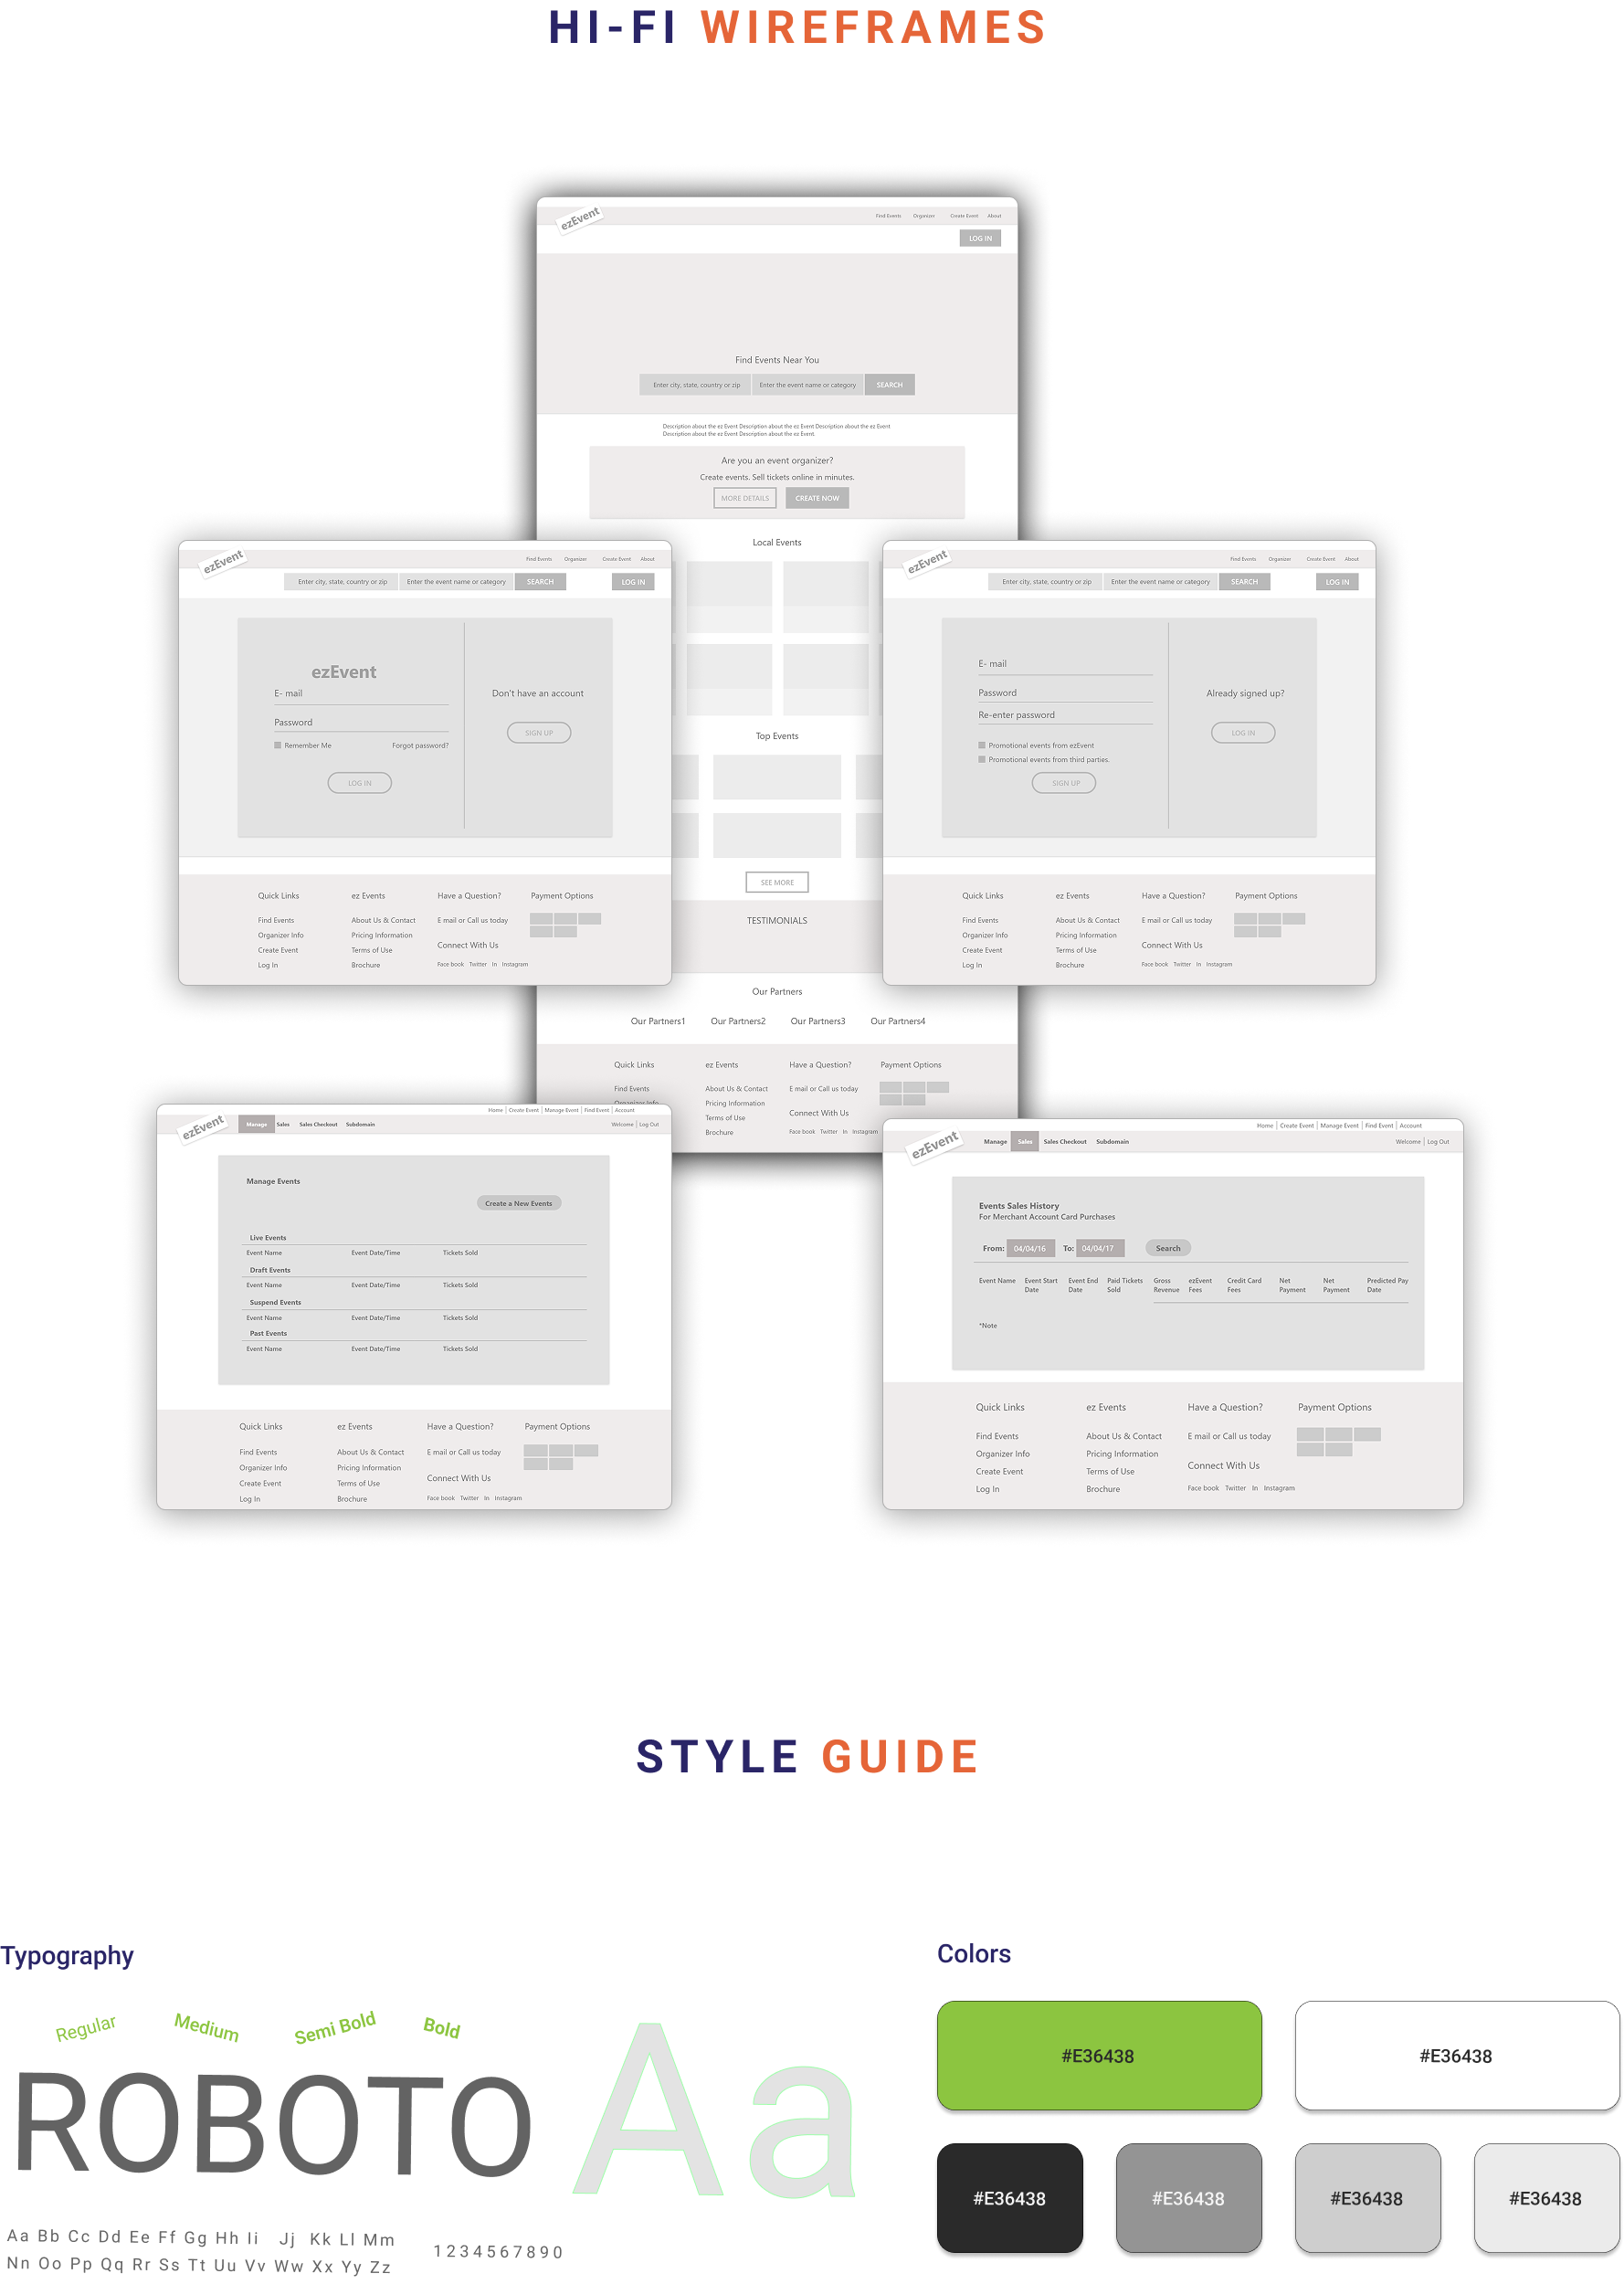 HI-FI WIREFRAMES
ezEvent
Find Events Organizer Create Event About
LOG IN
Find Events Near You
Enter city, state, country or zip Enter the event name or category SEARCH
Description about the ez Event Description about the ez Event Description about the ez Event
Description about the ez Event Description about the ez Event.
Are you an event organizer?
Create events. Sell tickets online in minutes.
MORE DETAILS CREATE NOW
Local Events
Top Events
SEE MORE
TESTIMONIALS
Our Partners
Our Partners1 Our Partners2 Our Partners3 Our Partners4
Quick Links ez Events Have a Question? Payment Options
Find Events About Us & Contact E mail or Call us today
Organizer Info Pricing Information
Terms of Use Connect With Us
Brochure Face book Twitter In Instagram
ezEvent
Find Events Organizer Create Event About
Enter city, state, country or zip Enter the event name or category SEARCH LOG IN
ezEvent
E- mail
Password
Remember Me Forgot password?
LOG IN
Don't have an account
SIGN UP
Quick Links ez Events Have a Question? Payment Options
Find Events About Us & Contact E mail or Call us today
Organizer Info Pricing Information
Create Event Terms of Use Connect With Us
Log In Brochure Face book Twitter In Instagram
ezEvent
Find Events Organizer Create Event About
Enter city, state, country or zip Enter the event name or category SEARCH LOG IN
E- mail
Password
Re-enter password
Promotional events from ezEvent
Promotional events from third parties.
SIGN UP
Already signed up?
LOG IN
Quick Links ez Events Have a Question? Payment Options
Find Events About Us & Contact E mail or Call us today
Organizer Info Pricing Information
Create Event Terms of Use Connect With Us
Log In Brochure Face book Twitter In Instagram
Home Create Event Manage Event Find Event Account
ezEvent Manage Sales Sales Checkout Subdomain Welcome Log Out
Manage Events
Create a New Events
Live Events
Event Name Event Date/Time Tickets Sold
Draft Events
Event Name Event Date/Time Tickets Sold
Suspend Events
Event Name Event Date/Time Tickets Sold
Past Events
Event Name Event Date/Time Tickets Sold
Quick Links ez Events Have a Question? Payment Options
Find Events About Us & Contact E mail or Call us today
Organizer Info Pricing Information
Create Event Terms of Use Connect With Us
Log In Brochure Face book Twitter In Instagram
Home Create Event Manage Event Find Event Account
ezEvent Manage Sales Sales Checkout Subdomain Welcome Log Out
Events Sales History
For Merchant Account Card Purchases
From: 04/04/16 To: 04/04/17 Search
Event Name Event Start Event End Paid Tickets Gross ezEvent Credit Card Net Net Predicted Pay
Date Date Sold Revenue Fees Fees Payment Payment Date
*Note
Quick Links ez Events Have a Question? Payment Options
Find Events About Us & Contact E mail or Call us today
Organizer Info Pricing Information
Create Event Terms of Use Connect With Us
Log In Brochure Face book Twitter In Instagram
STYLE GUIDE
Typography
Regular Medium Semi Bold Bold
ROBOTO Aa
Aa Bb Cc Dd Ee Ff Gg Hh Ii Jj Kk Ll Mm
Nn Oo Pp Qq Rr Ss Tt Uu Vv Ww Xx Yy Zz
1234567890
Colors
#E36438 #E36438
#E36438 #E36438 #E36438 #E36438